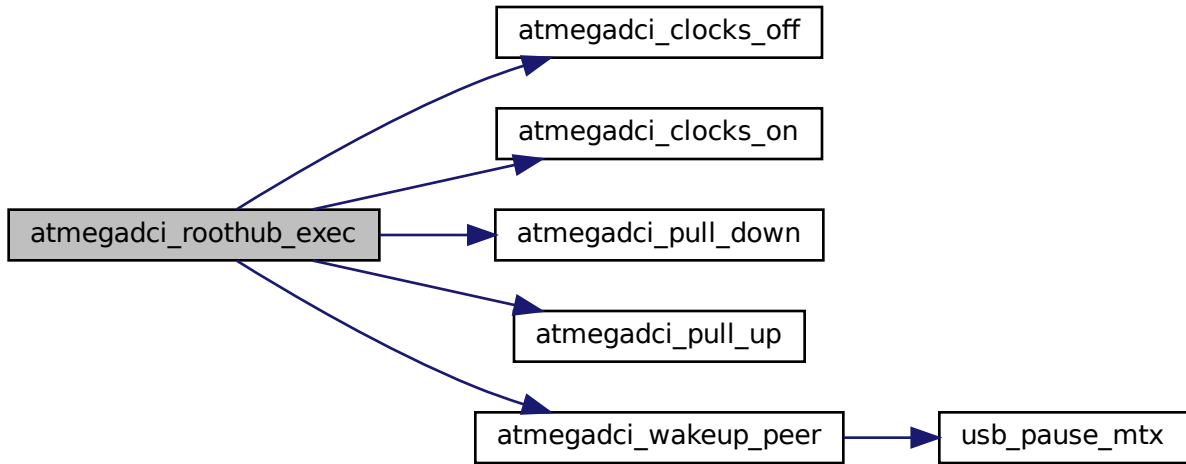 atmegadci_clocks_off
atmegadci_clocks_on
atmegadci_roothub_exec
atmegadci_pull_down
atmegadci_pull_up
atmegadci_wakeup_peer
usb_pause_mtx